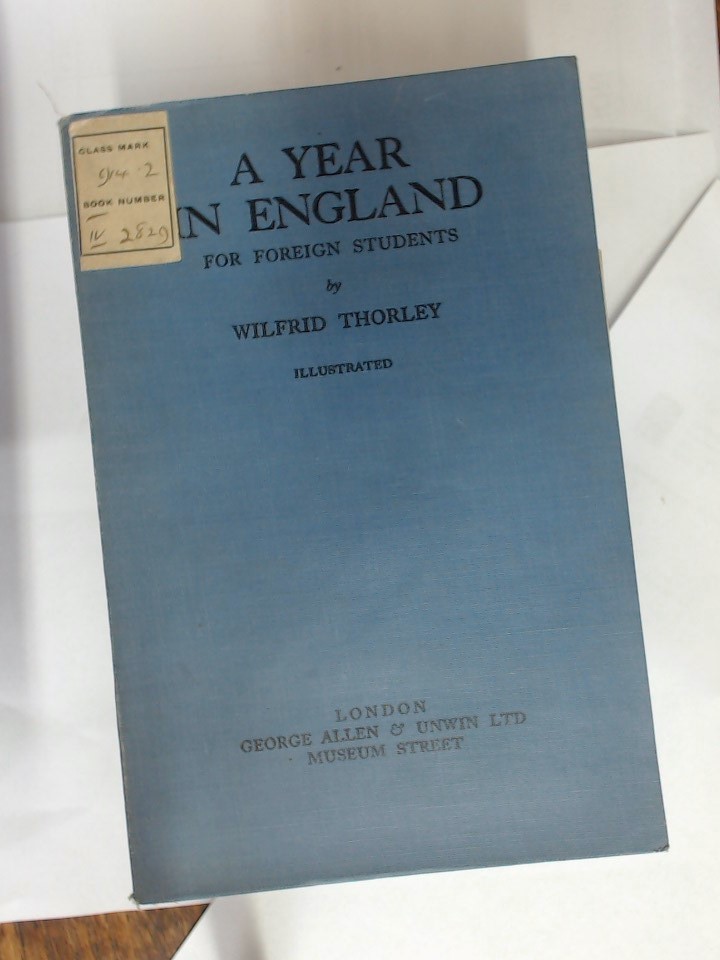 CLASS MARK
914.2
BOOK NUMBER
IV 2829
A YEAR
IN ENGLAND
FOR FOREIGN STUDENTS
by
WILFRID THORLEY
ILLUSTRATED
LONDON
GEORGE ALLEN & UNWIN LTD
MUSEUM STREET